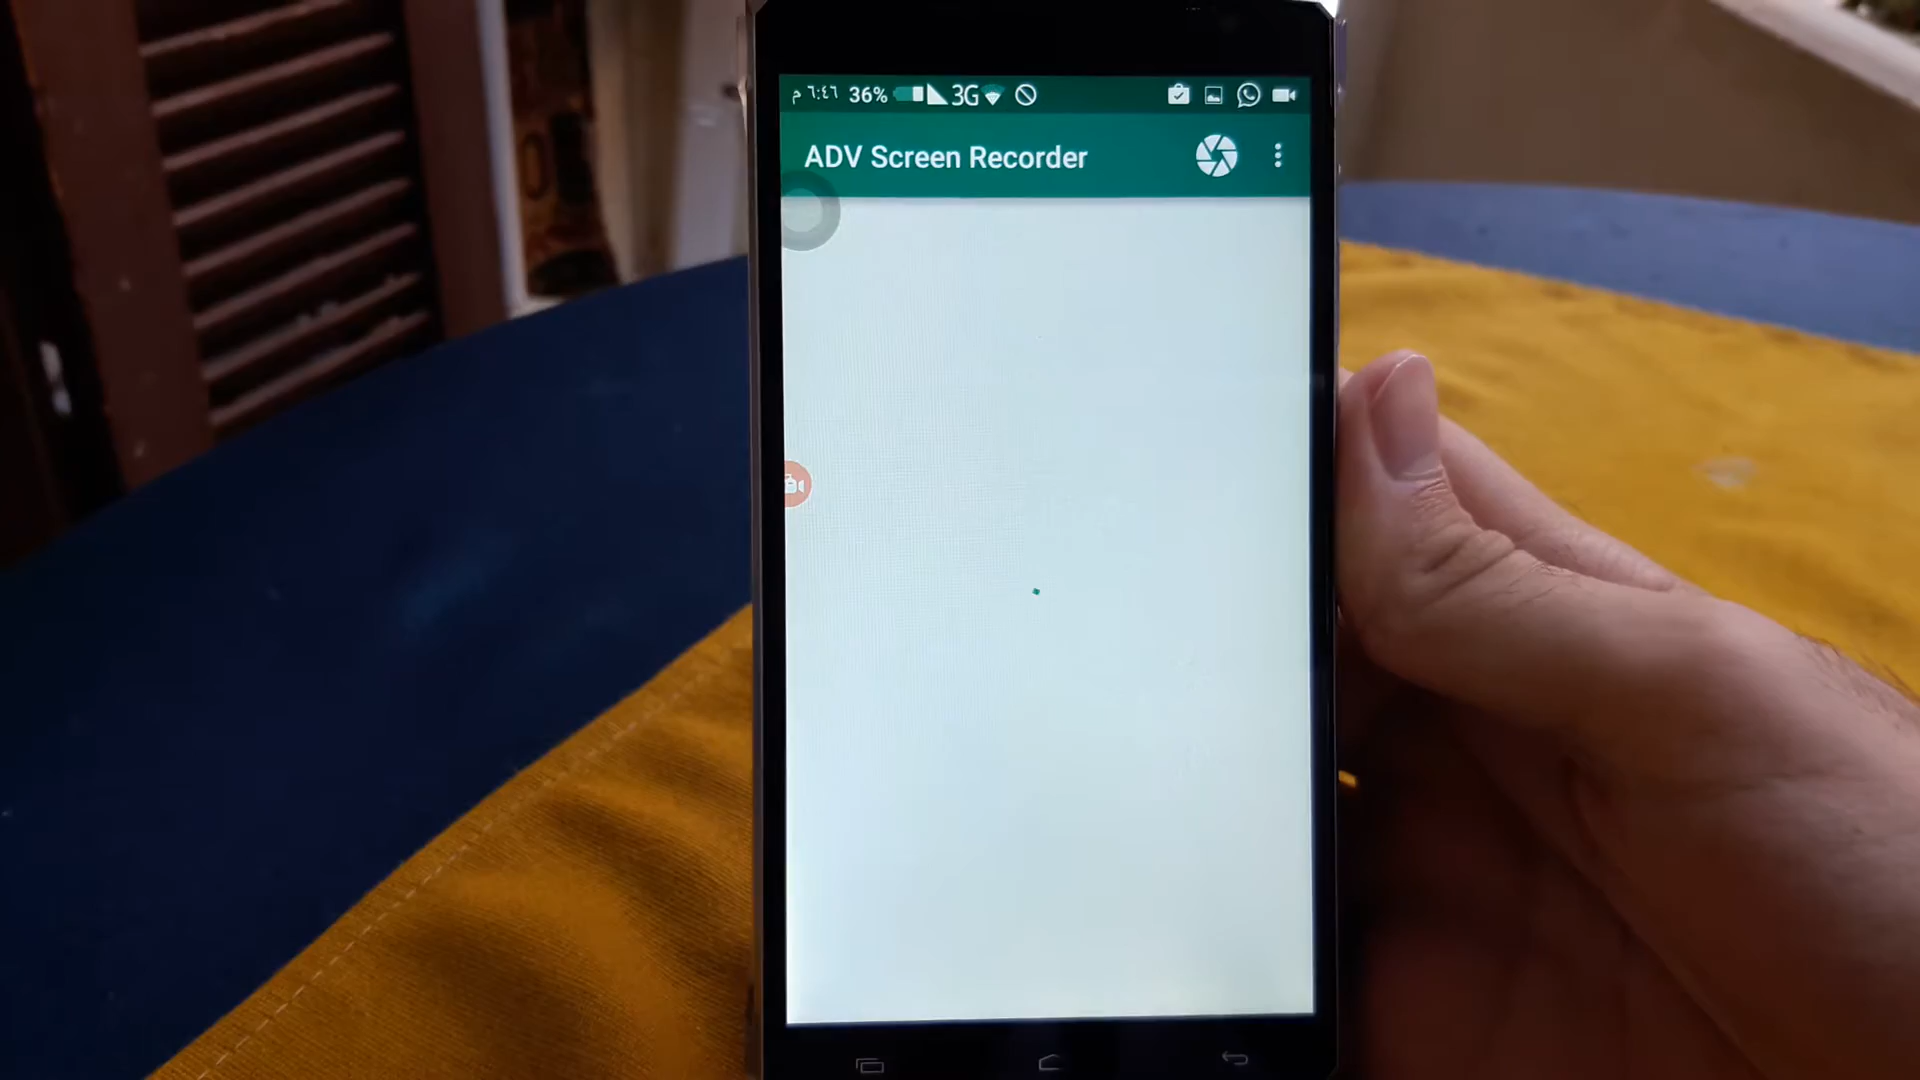 م ٦:٤٦ 36% 3G
ADV Screen Recorder